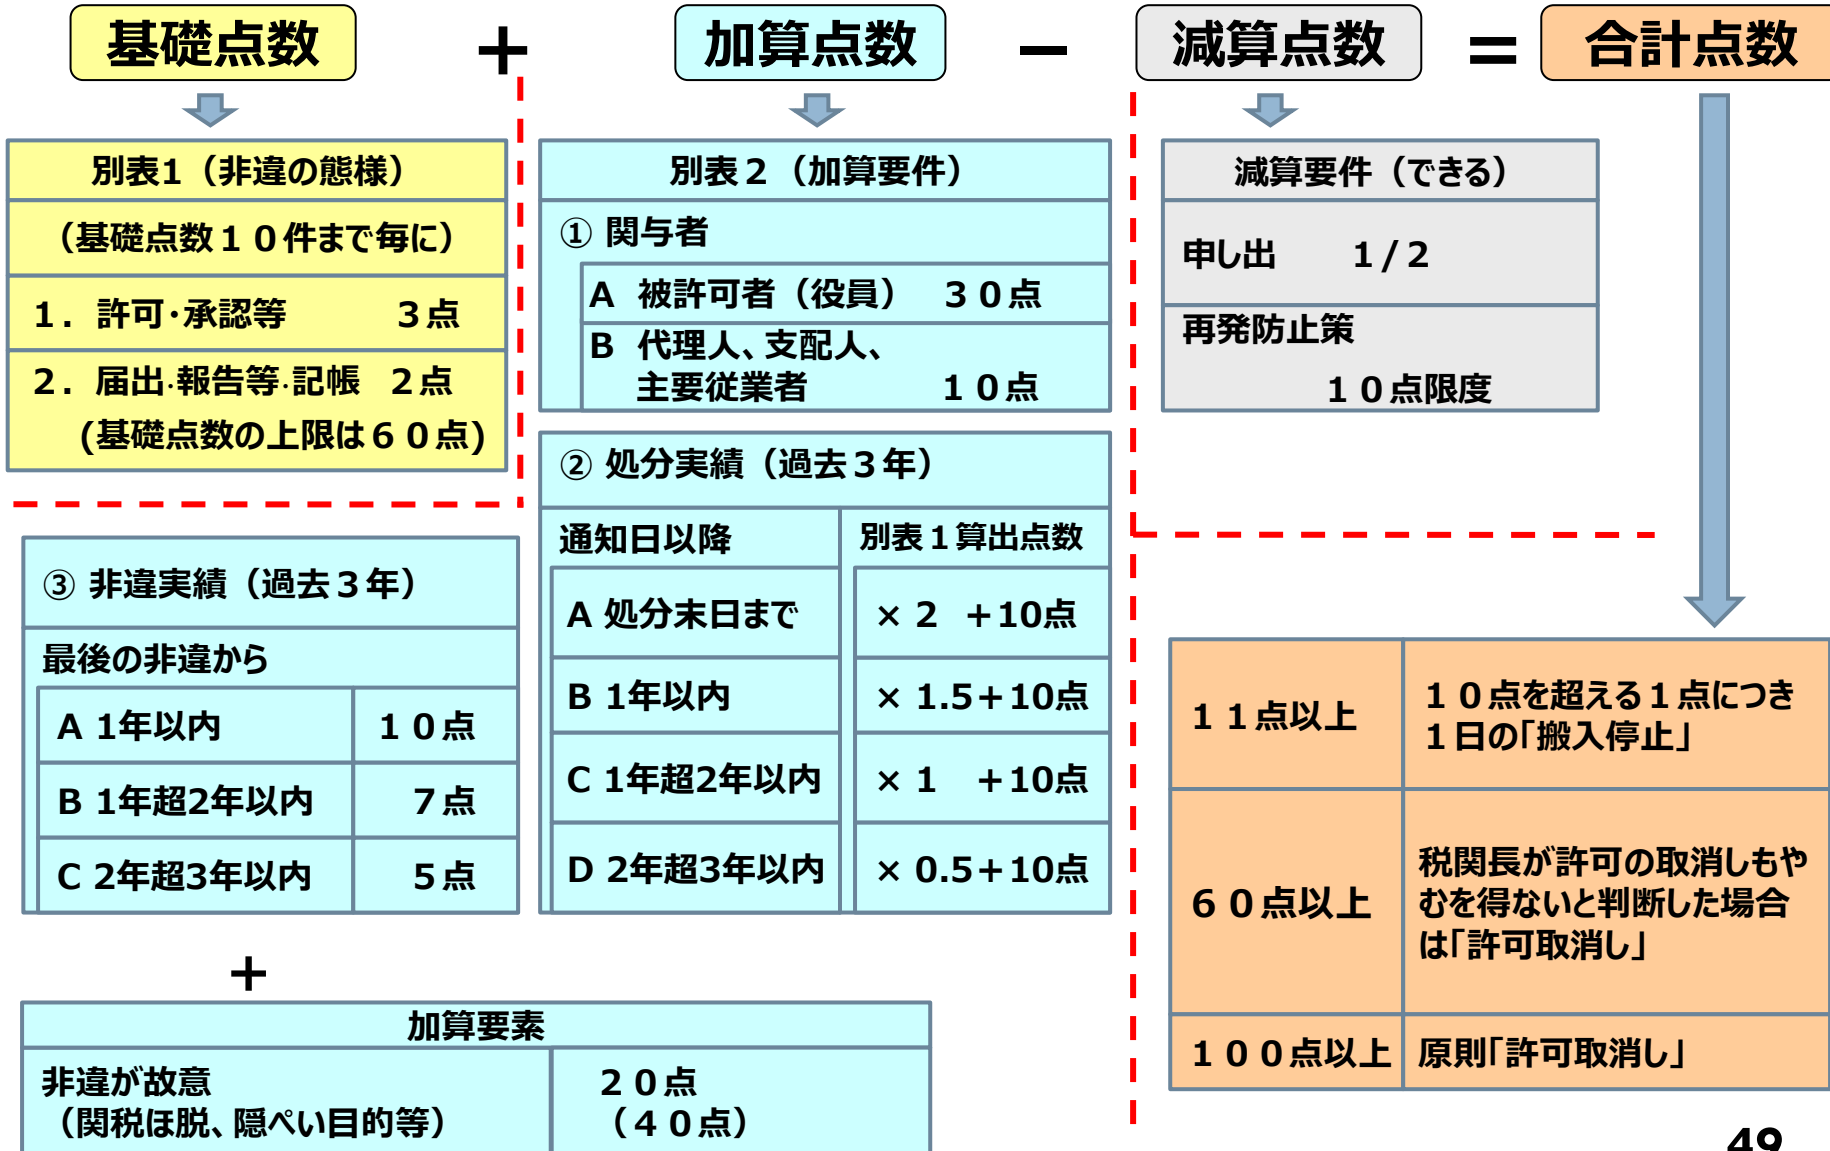 基礎点数 + 加算点数 － 減算点数 = 合計点数
別表1（非違の態様）
（基礎点数１０件まで毎に）
１．許可・承認等 ３点
２．届出・報告等・記帳 ２点
(基礎点数の上限は６０点)
別表２（加算要件）
① 関与者
A 被許可者（役員） ３０点
B 代理人、支配人、
主要従業者 １０点
② 処分実績（過去３年）
通知日以降 別表１算出点数
A 処分末日まで × 2 +10点
B 1年以内 × 1.5+10点
C 1年超2年以内 × 1 +10点
D 2年超3年以内 × 0.5+10点
③ 非違実績（過去３年）
最後の非違から
A 1年以内 １０点
B 1年超2年以内 ７点
C 2年超3年以内 ５点
+
加算要素
非違が故意 ２０点
（関税ほ脱、隠ぺい目的等） （４０点）
減算要件（できる）
申し出 １/２
再発防止策
１０点限度
１１点以上 １０点を超える１点につき
１日の「搬入停止」
６０点以上 税関長が許可の取消しもや
むを得ないと判断した場合
は「許可取消し」
１００点以上 原則「許可取消し」
49